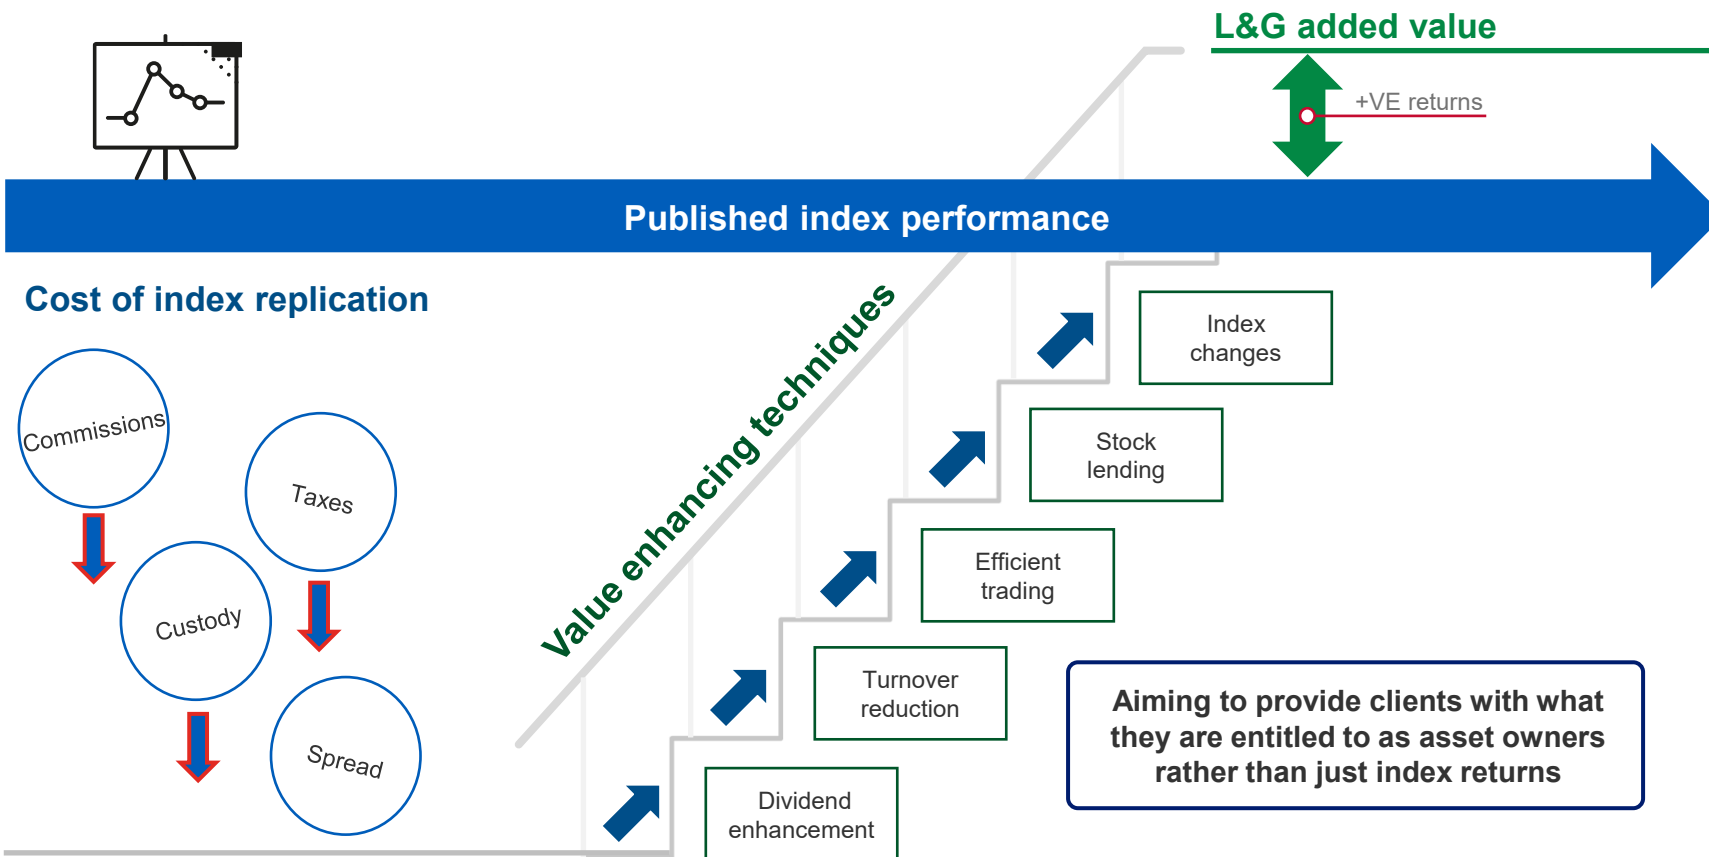 L&G added value
+VE returns
Published index performance
Cost of index replication
Commissions
Taxes
Custody
Spread
Value enhancing techniques
Index
changes
Stock
lending
Efficient
trading
Turnover
reduction
Dividend
enhancement
Aiming to provide clients with what
they are entitled to as asset owners
rather than just index returns